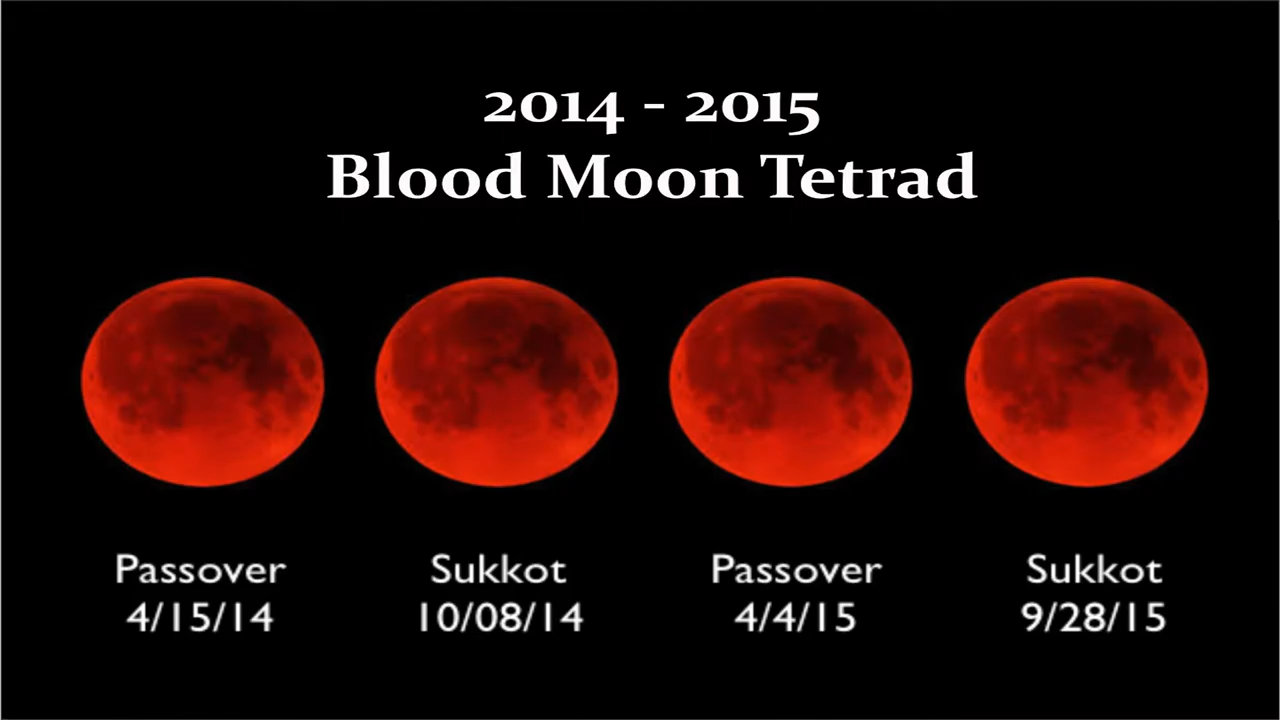 2014 - 2015
Blood Moon Tetrad
Passover
4/15/14
Sukkot
10/08/14
Passover
4/4/15
Sukkot
9/28/15